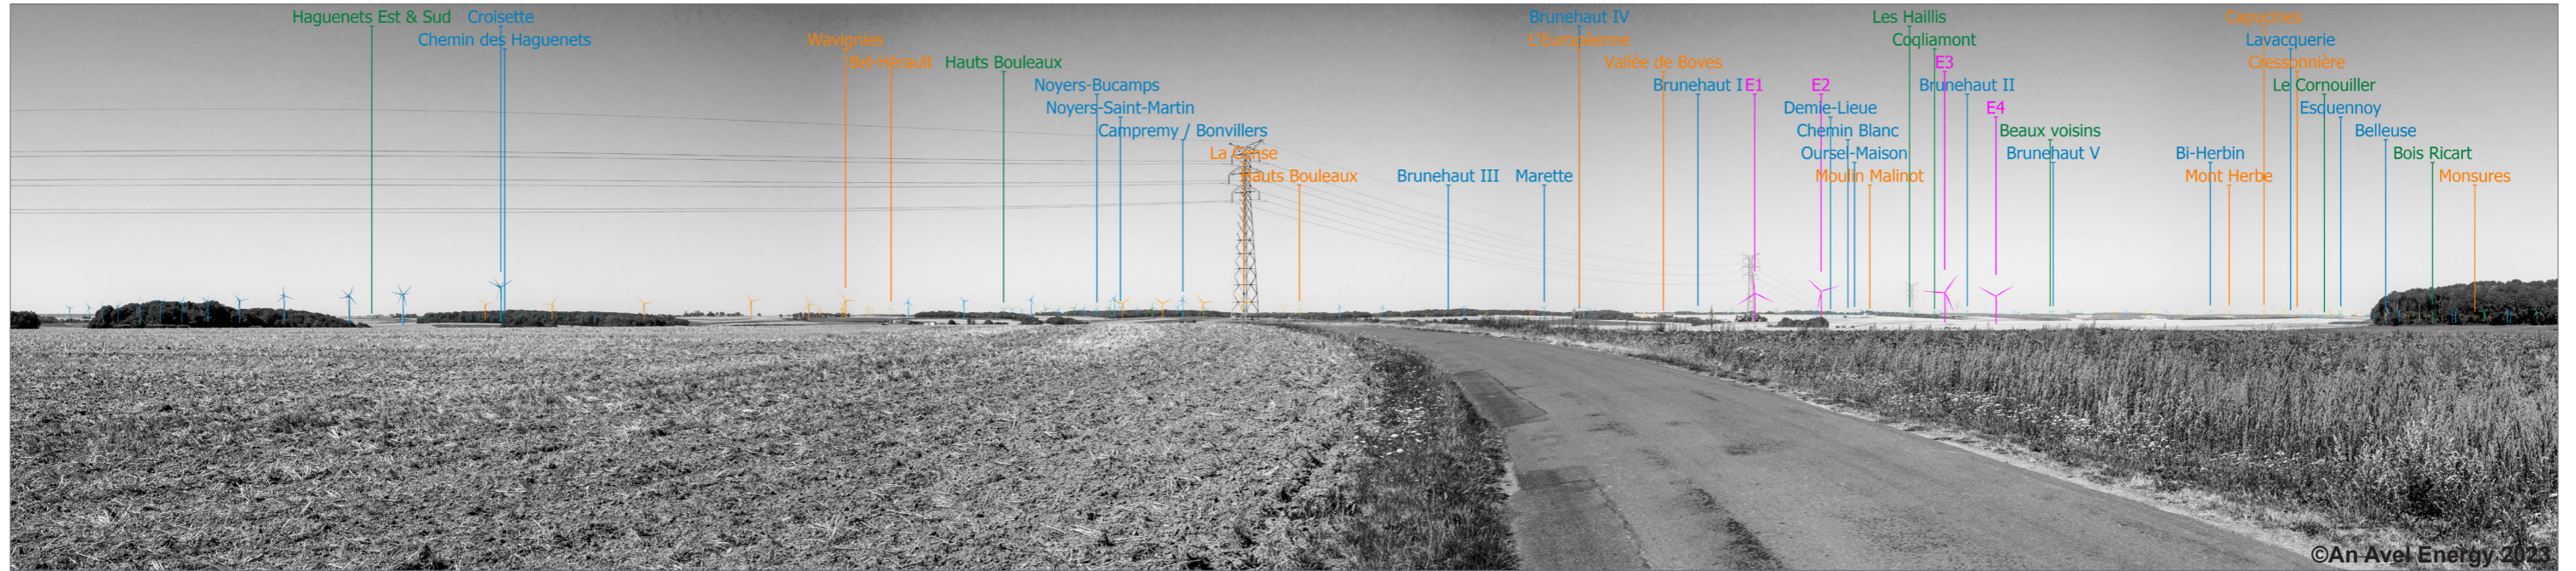 Haguenets Est & Sud
Croisette
Chemin des Haguenets
Wavignies
Bel-Hérault
Hauts Bouleaux
Noyers-Bucamps
Noyers-Saint-Martin
Campremy / Bonvillers
La Cense
Hauts Bouleaux
Brunehaut III
Marette
Brunehaut IV
L'Européenne
Vallée de Boves
Brunehaut I
E1
E2
Demie-Lieue
Chemin Blanc
Oursel-Maison
Moulin Malinot
Les Haillis
Coqliamont
E3
Brunehaut II
E4
Beaux voisins
Brunehaut V
Bi-Herbin
Mont Herbe
Capucines
Lavacquerie
Cressonnière
Le Cornouiller
Esquennoy
Belleuse
Bois Ricart
Monsures
©An Avel Energy 2023